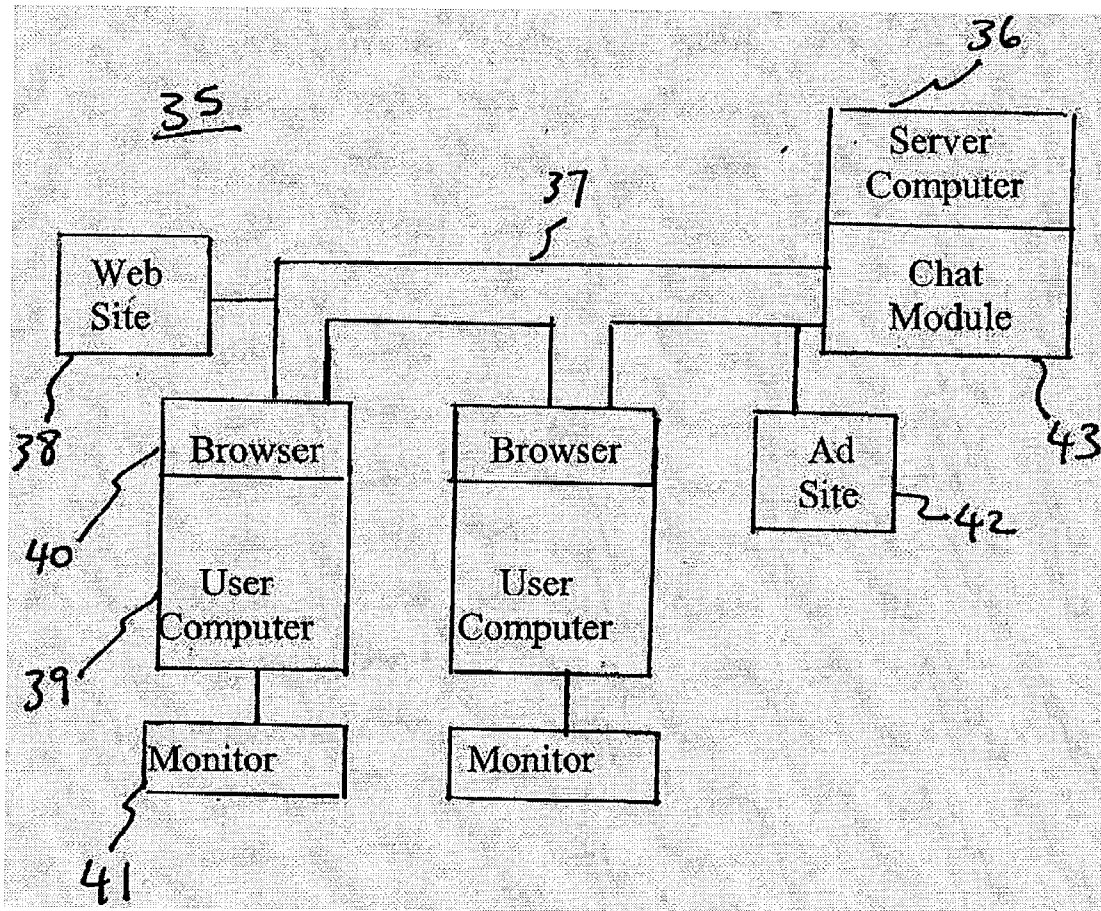 36
35
Server
Computer
37
Web
Site
Chat
Module
38
Browser
Browser
Ad
Site
43
42
40
User
Computer
User
Computer
39
Monitor
Monitor
41